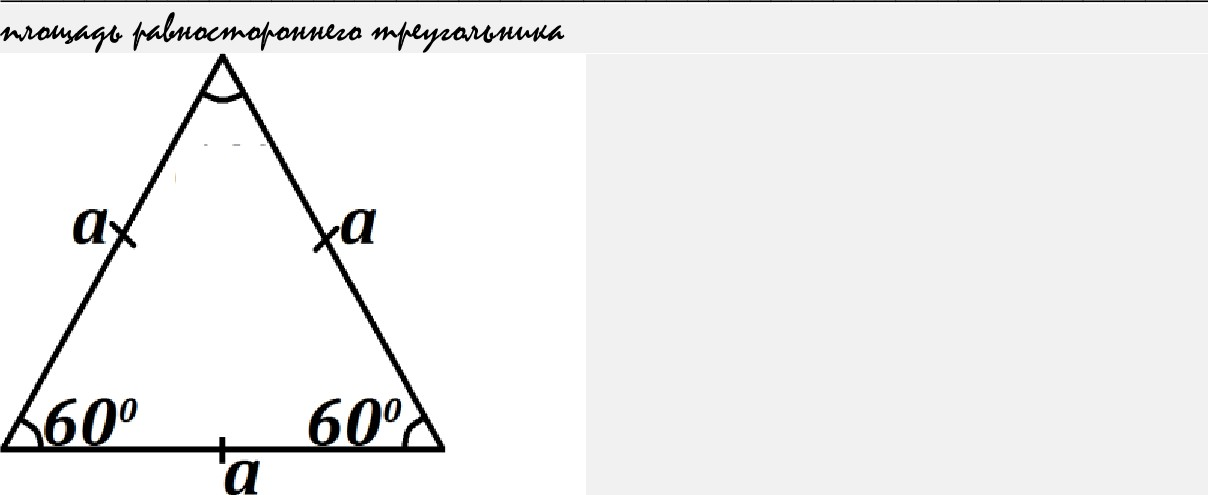 площадь равностороннего треугольника
a a
60⁰ 60⁰
a